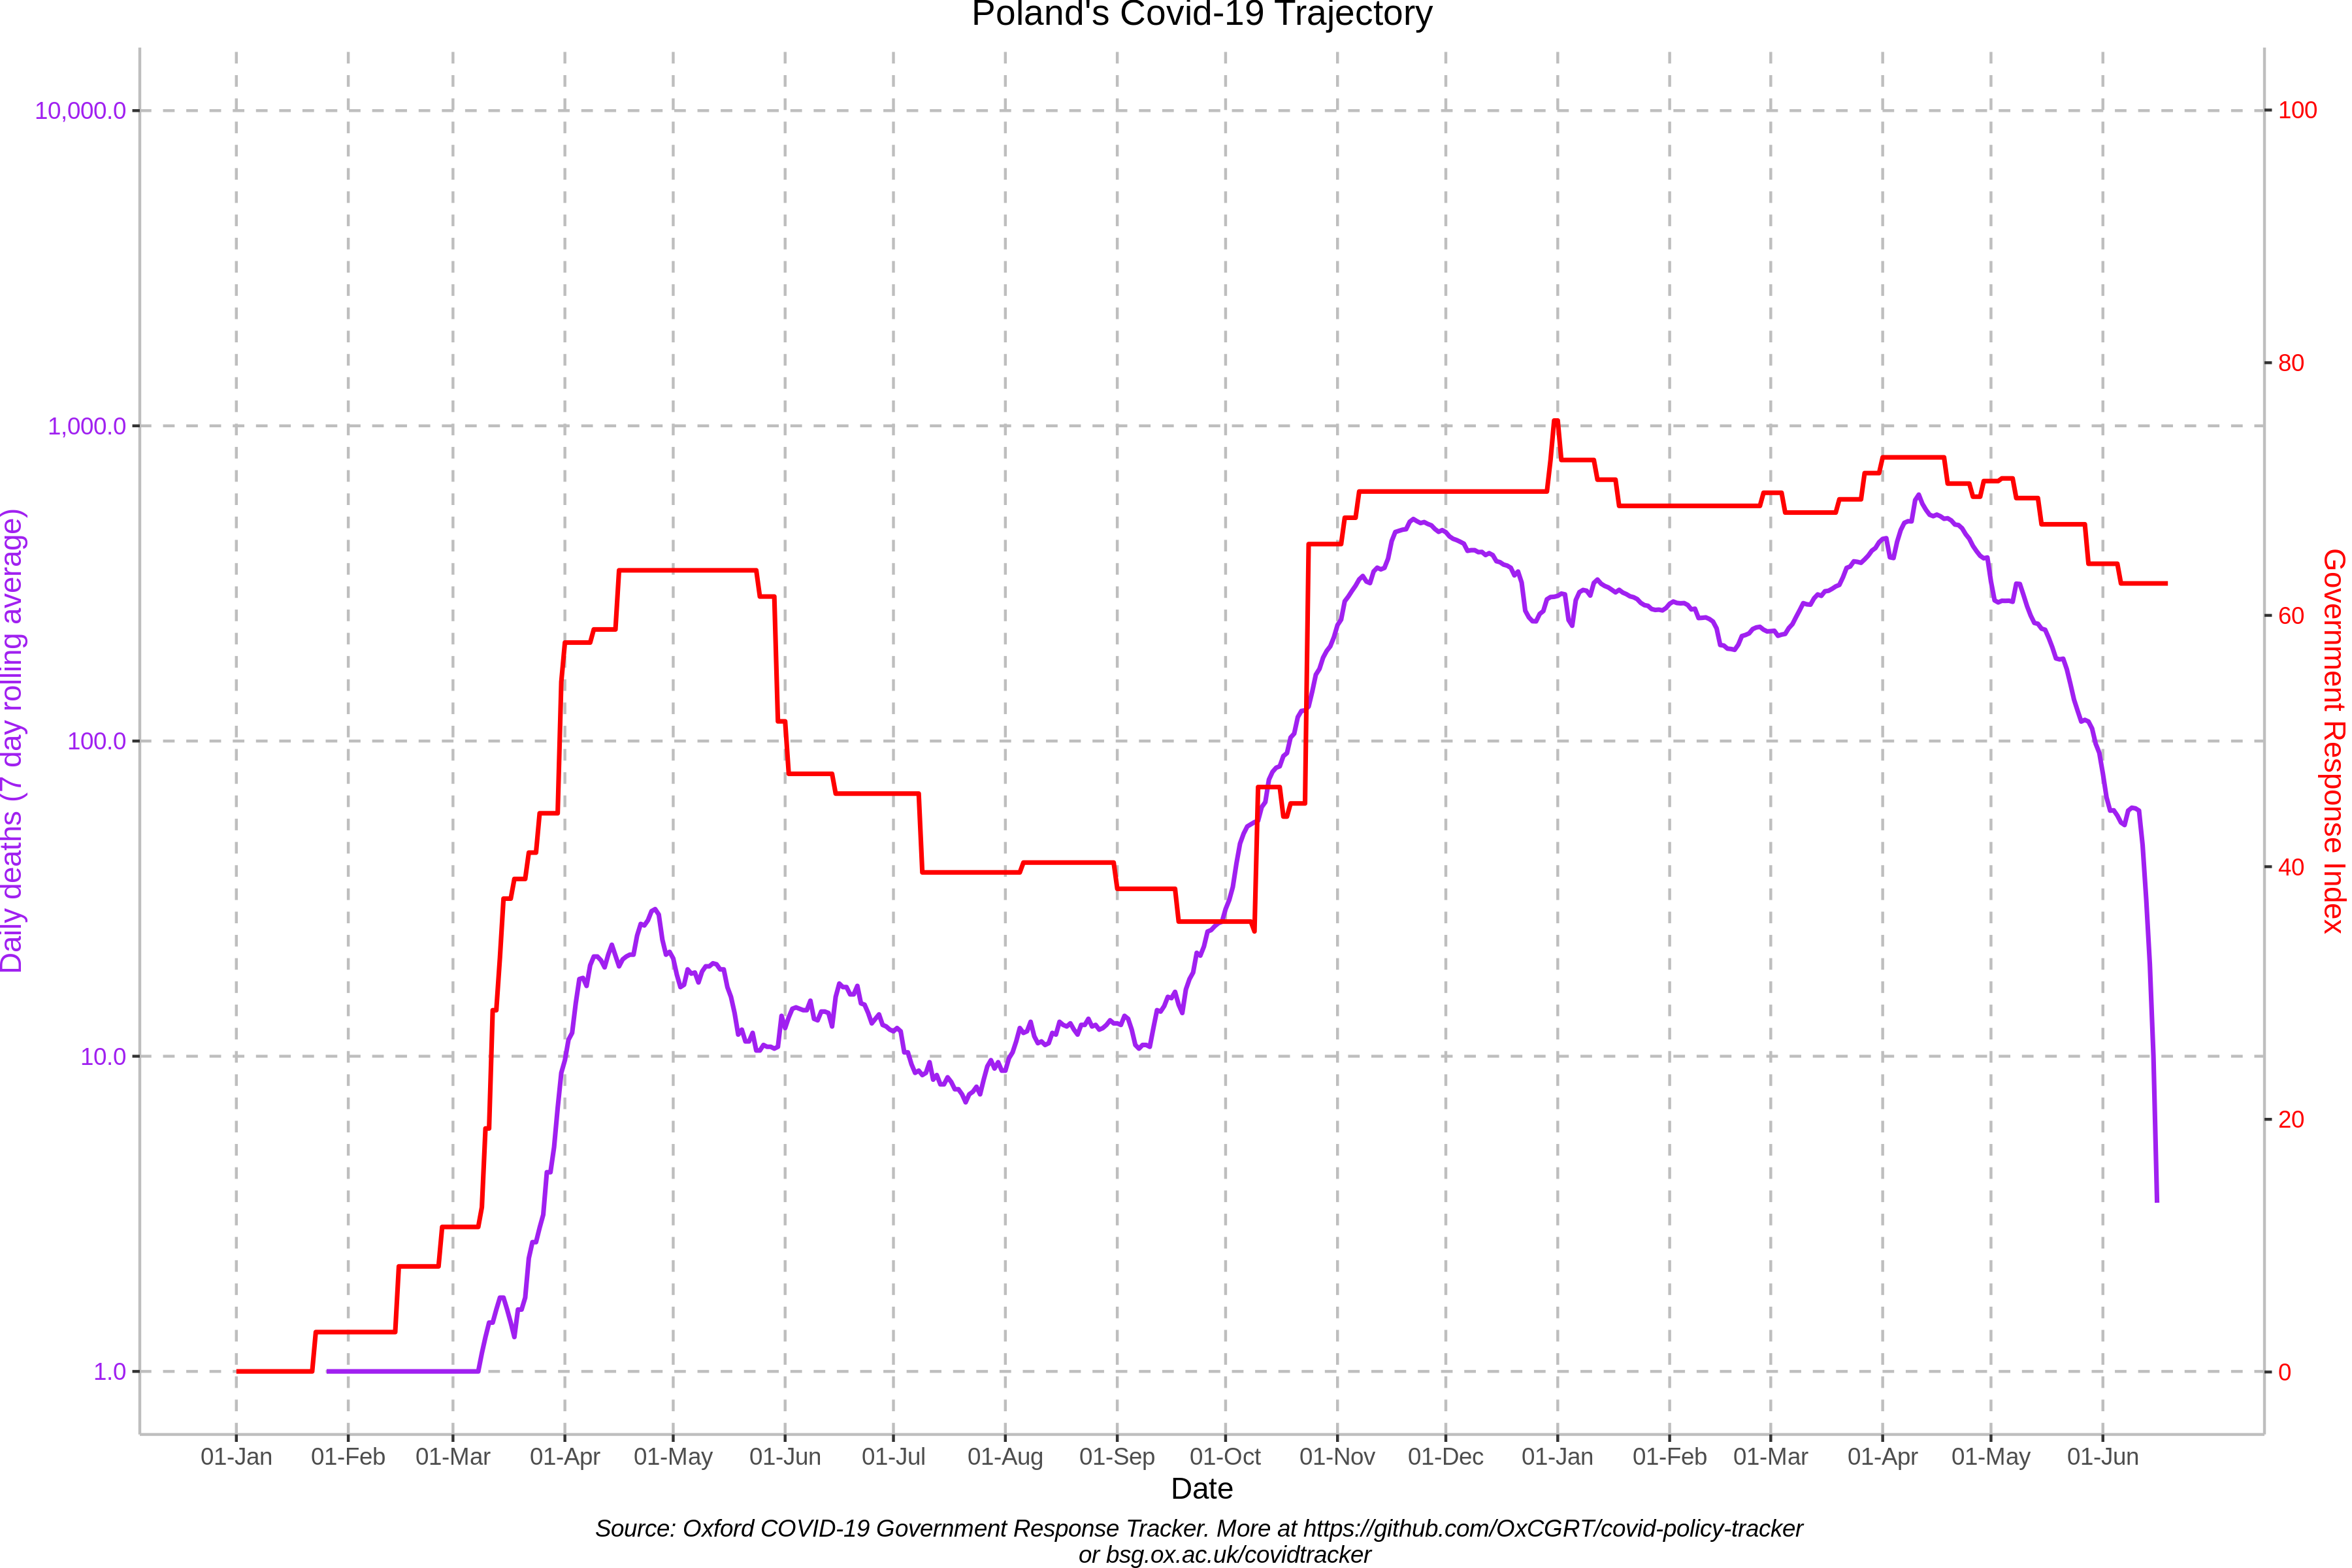 Poland's Covid-19 Trajectory
Daily deaths (7 day rolling average)
10,000.0
1,000.0
100.0
10.0
1.0
100
80
60
40
20
0
Government Response Index
01-Jan
01-Feb
01-Mar
01-Apr
01-May
01-Jun
01-Jul
01-Aug
01-Sep
01-Oct
01-Nov
01-Dec
01-Jan
01-Feb
01-Mar
01-Apr
01-May
01-Jun
Date
Source: Oxford COVID-19 Government Response Tracker. More at https://github.com/OxCGRT/covid-policy-tracker
or bsg.ox.ac.uk/covidtracker